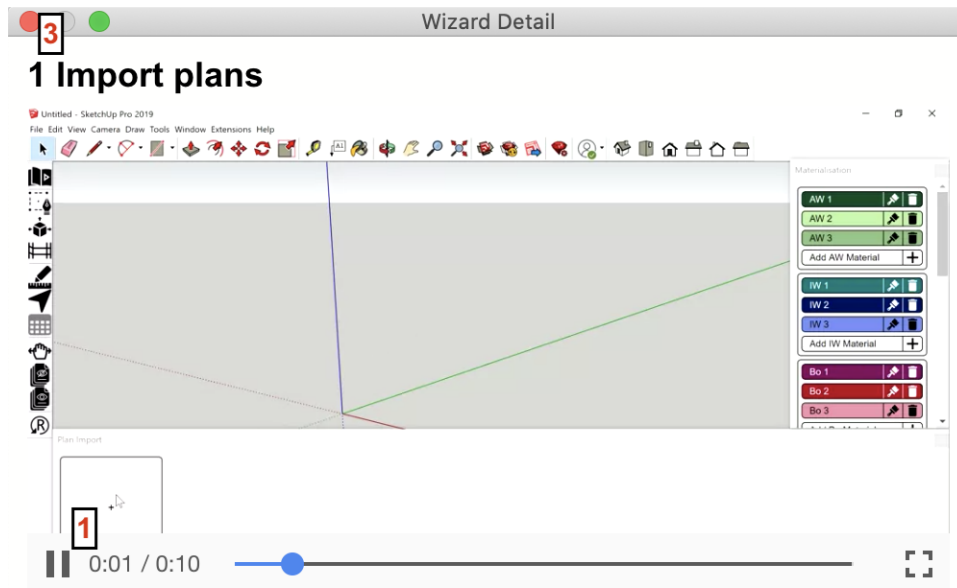 Wizard Detail
3
1 Import plans
Untitled - SketchUp Pro 2019
File Edit View Camera Draw Tools Window Extensions Help
A1
Materialisation
AW 1
AW 2
AW 3
Add AW Material
IW 1
IW 2
IW 3
Add IW Material
Bo 1
Bo 2
Bo 3
R
Plan Import
1
0:01 / 0:10